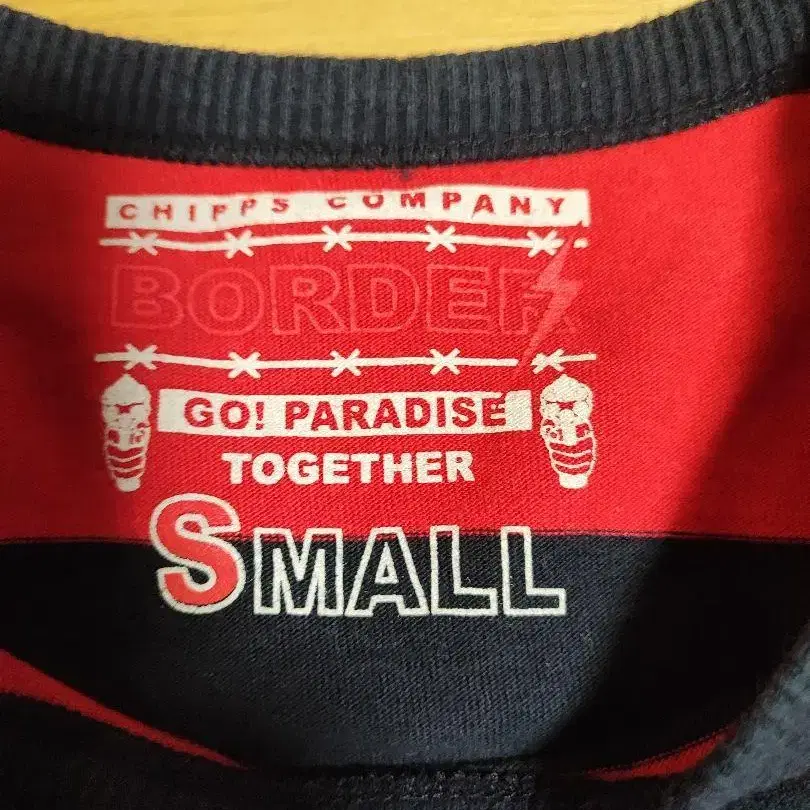 CHIPPS COMPANY
BORDER
GO! PARADISE
TOGETHER
SMALL